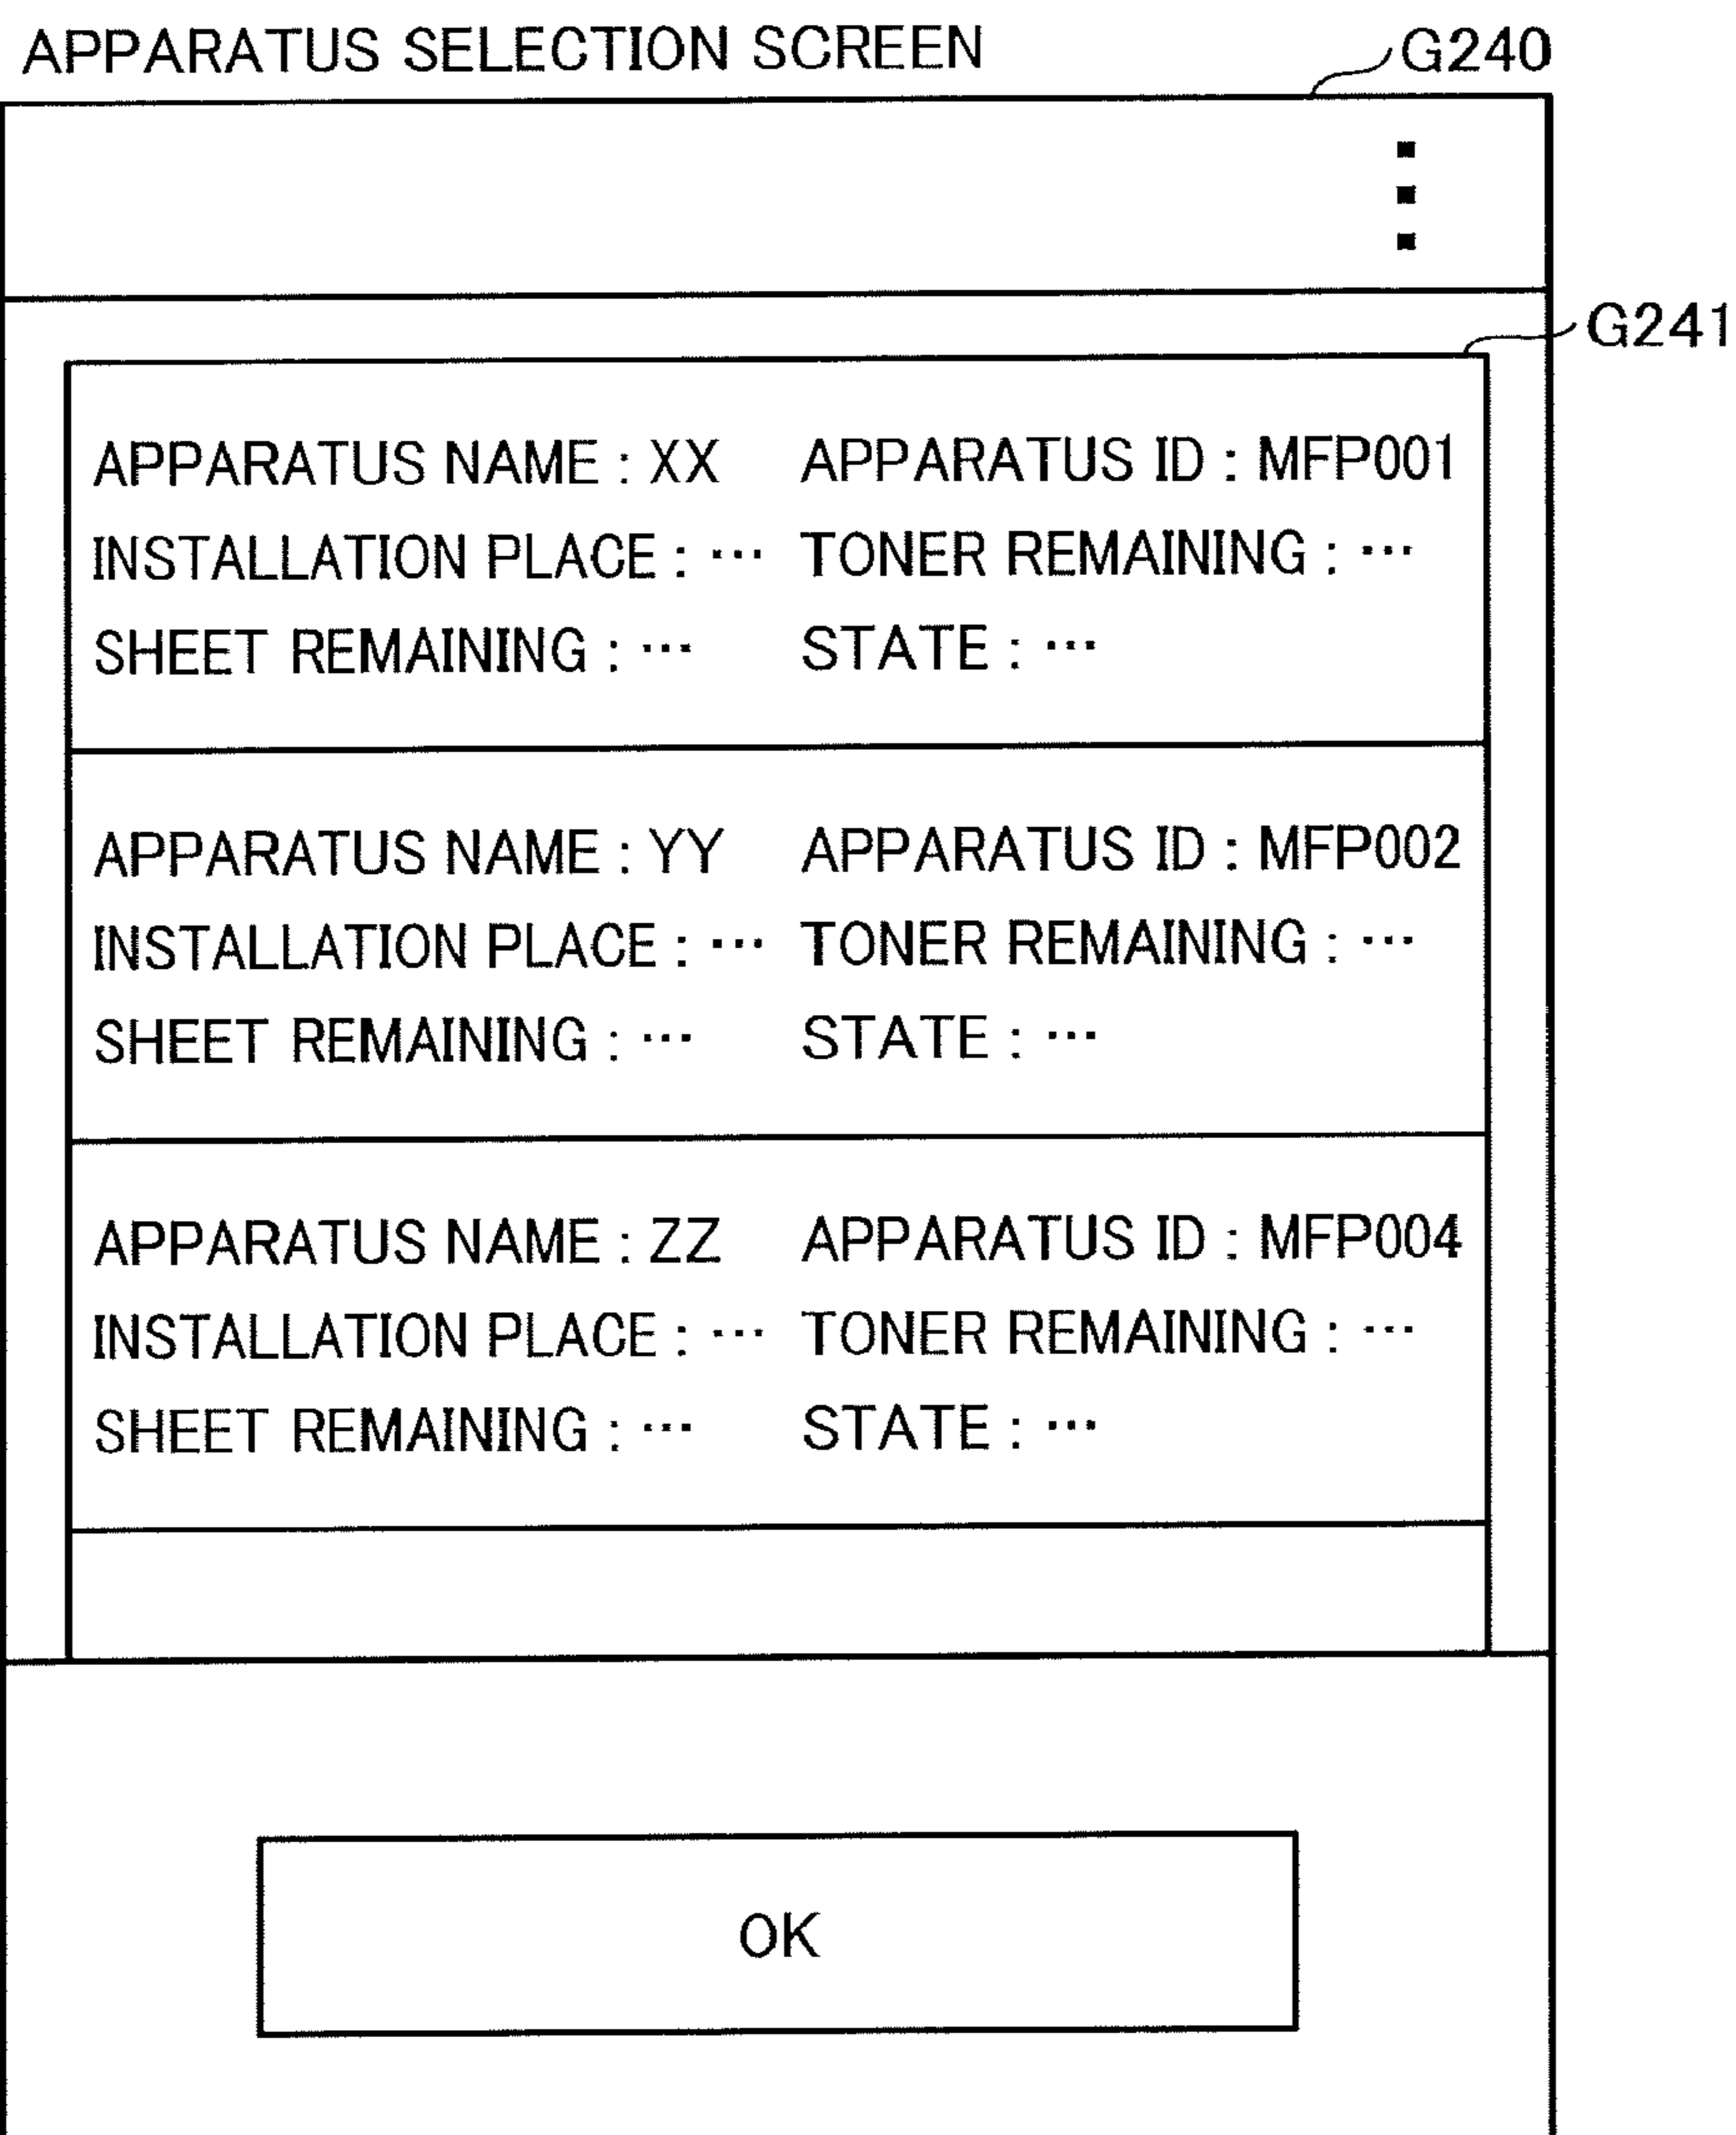 APPARATUS SELECTION SCREEN
G240
G241
APPARATUS NAME : XX APPARATUS ID : MFP001
INSTALLATION PLACE : ··· TONER REMAINING : ···
SHEET REMAINING : ··· STATE : ···
APPARATUS NAME : YY APPARATUS ID : MFP002
INSTALLATION PLACE : ··· TONER REMAINING : ···
SHEET REMAINING : ··· STATE : ···
APPARATUS NAME : ZZ APPARATUS ID : MFP004
INSTALLATION PLACE : ··· TONER REMAINING : ···
SHEET REMAINING : ··· STATE : ···
OK